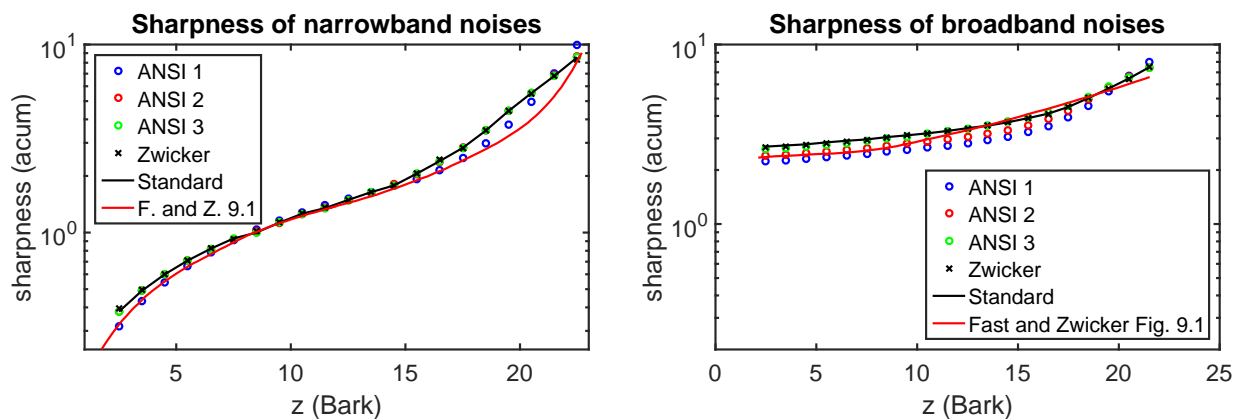 Sharpness of narrowband noises
10^1
10^0
sharpness (acum)
5
10
15
20
z (Bark)
ANSI 1
ANSI 2
ANSI 3
Zwicker
Standard
F. and Z. 9.1
Sharpness of broadband noises
10^1
10^0
sharpness (acum)
0
5
10
15
20
25
z (Bark)
ANSI 1
ANSI 2
ANSI 3
Zwicker
Standard
Fast and Zwicker Fig. 9.1